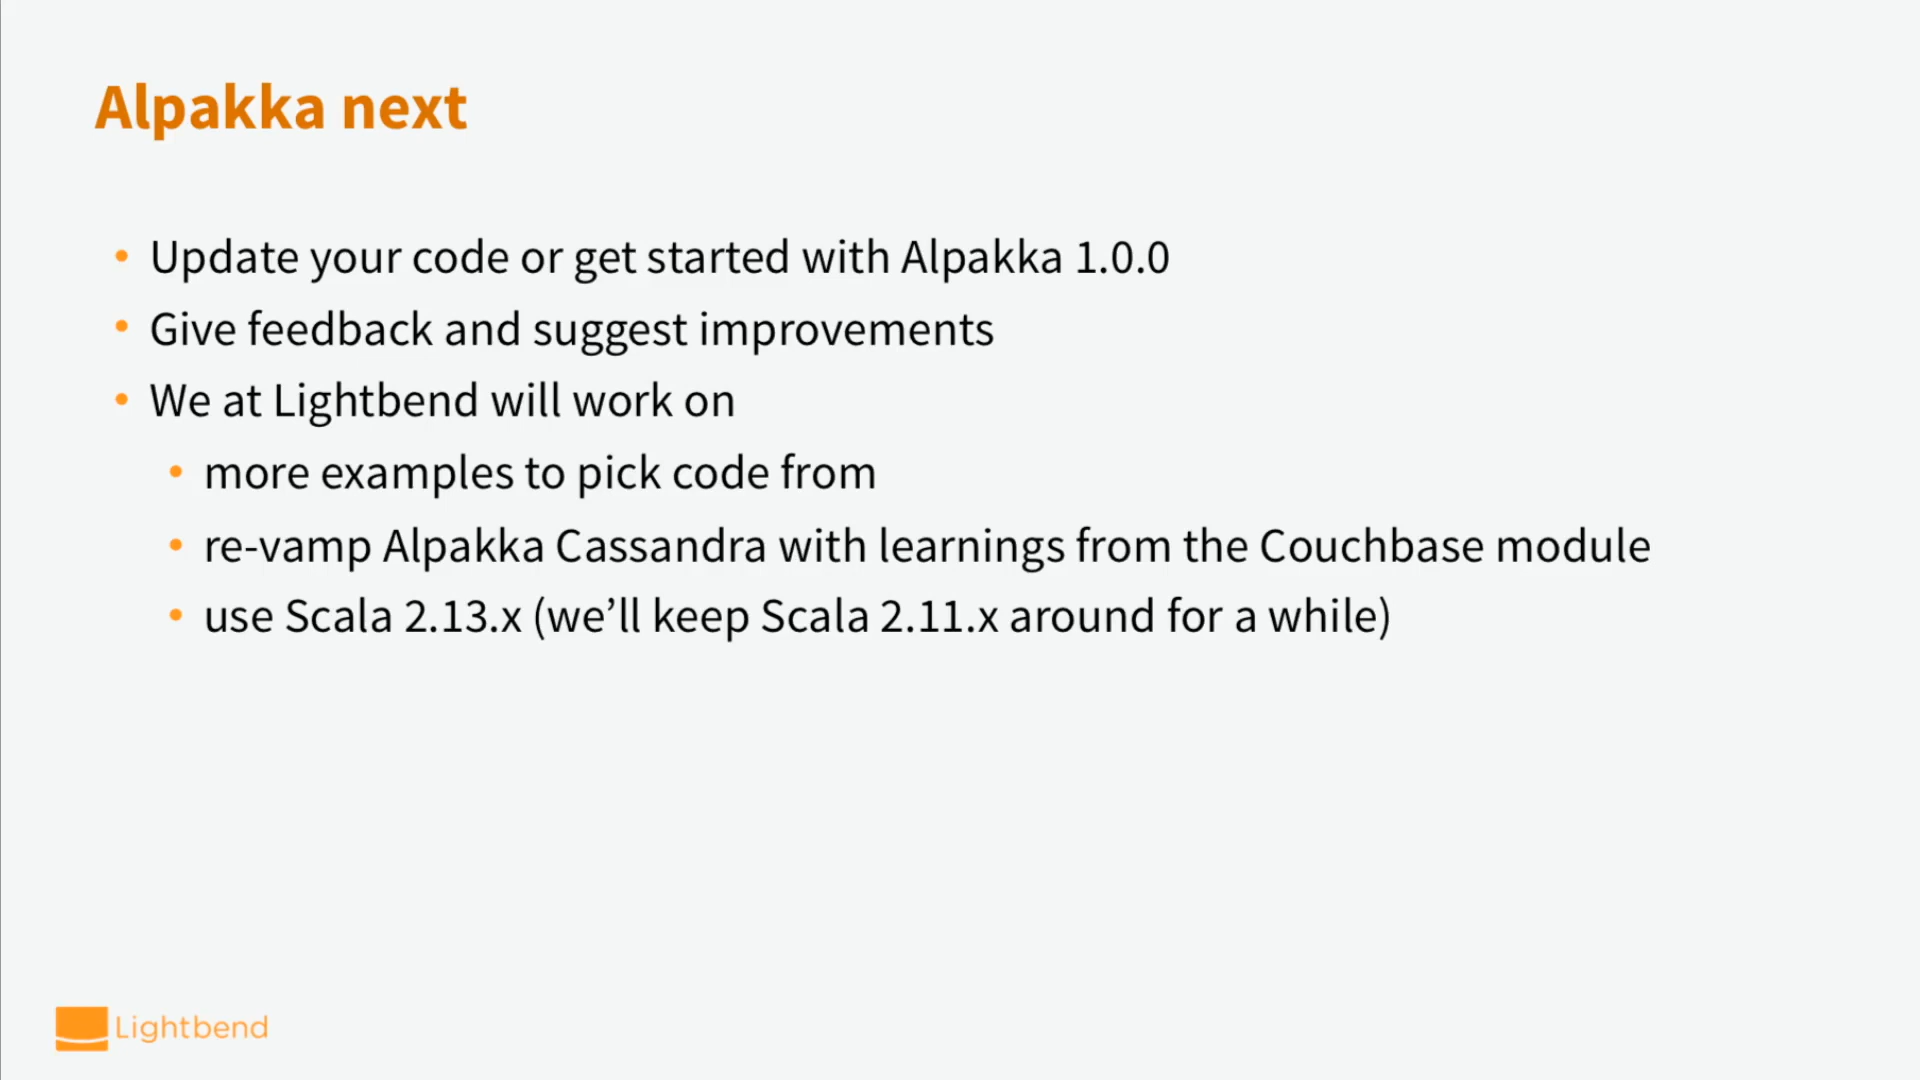 Alpakka next
• Update your code or get started with Alpakka 1.0.0
• Give feedback and suggest improvements
• We at Lightbend will work on
• more examples to pick code from
• re-vamp Alpakka Cassandra with learnings from the Couchbase module
• use Scala 2.13.x (we’ll keep Scala 2.11.x around for a while)
Lightbend